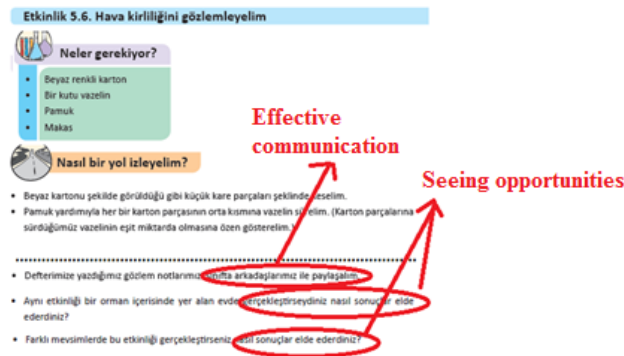 Etkinlik 5.6. Hava kirliliğini gözlemleyelim
Neler gerekiyor?
• Beyaz renkli karton
• Bir kutu vazelin
• Pamuk
• Makas
Effective
communication
Nasıl bir yol izleyelim?
Seeing opportunities
• Beyaz kartonu şekilde görüldüğü gibi küçük kare parçaları şeklinde keselim.
• Pamuk yardımıyla her bir karton parçasının orta kısmına vazelin sürelim. (Karton parçalarına
sürdüğümüz vazelinin eşit miktarda olmasına özen gösterelim.)
• Defterimize yazdığımız gözlem notlarımızı sınıfta arkadaşlarımız ile paylaşalım.
• Aynı etkinliği bir orman içerisinde yer alan evde gerçekleştirseydiniz nasıl sonuçlar elde
ederdiniz?
• Farklı mevsimlerde bu etkinliği gerçekleştirseniz nasıl sonuçlar elde ederdiniz?